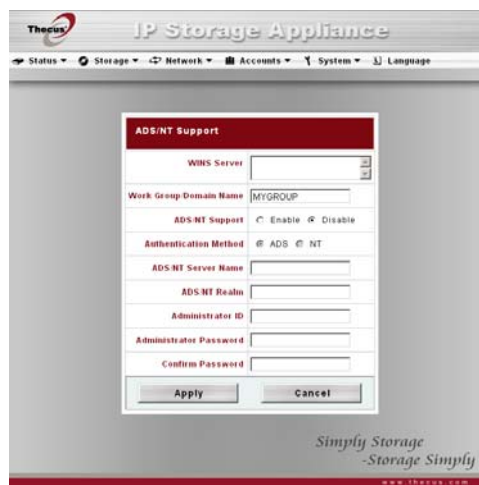 Thecus
IP Storage Appliance
Status Storage Network Accounts System Language
ADS/NT Support
WINS Server
Work Group/Domain Name MYGROUP
ADS/NT Support Enable Disable
Authentication Method ADS NT
ADS/NT Server Name
ADS/NT Realm
Administrator ID
Administrator Password
Confirm Password
Apply Cancel
Simply Storage
-Storage Simply
www.thecus.com